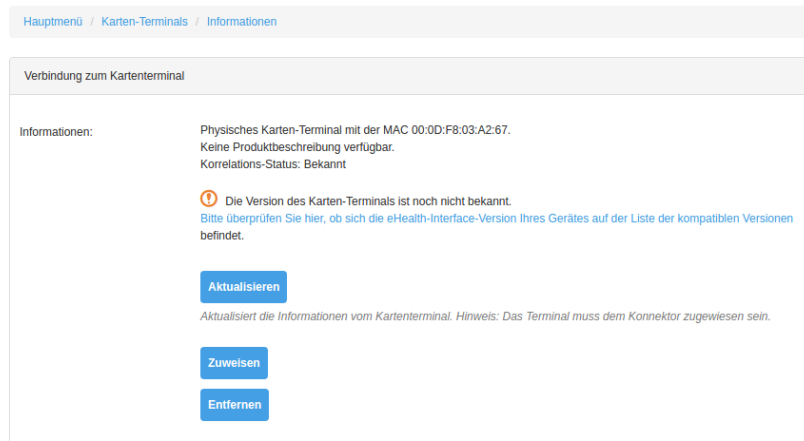 Hauptmenü / Karten-Terminals / Informationen
Verbindung zum Kartenterminal
Informationen:
Physisches Karten-Terminal mit der MAC 00:0D:F8:03:A2:67.
Keine Produktbeschreibung verfügbar.
Korrelations-Status: Bekannt
Die Version des Karten-Terminals ist noch nicht bekannt.
Bitte überprüfen Sie hier, ob sich die eHealth-Interface-Version Ihres Gerätes auf der Liste der kompatiblen Versionen
befindet.
Aktualisieren
Aktualisiert die Informationen vom Kartenterminal. Hinweis: Das Terminal muss dem Konnektor zugewiesen sein.
Zuweisen
Entfernen